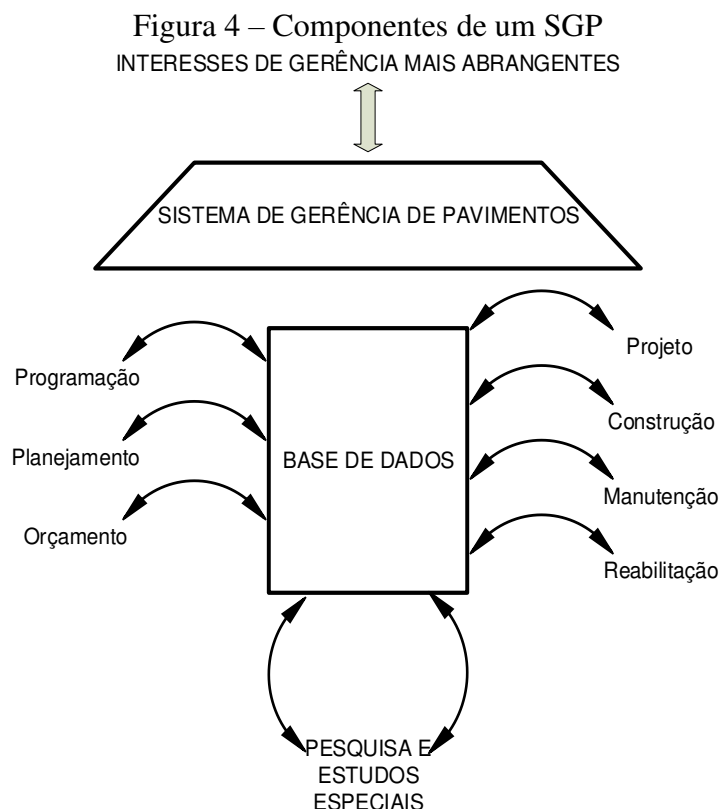 Figura 4 – Componentes de um SGP
INTERESSES DE GERÊNCIA MAIS ABRANGENTES
SISTEMA DE GERÊNCIA DE PAVIMENTOS
Programação
Planejamento
Orçamento
BASE DE DADOS
Projeto
Construção
Manutenção
Reabilitação
PESQUISA E
ESTUDOS
ESPECIAIS